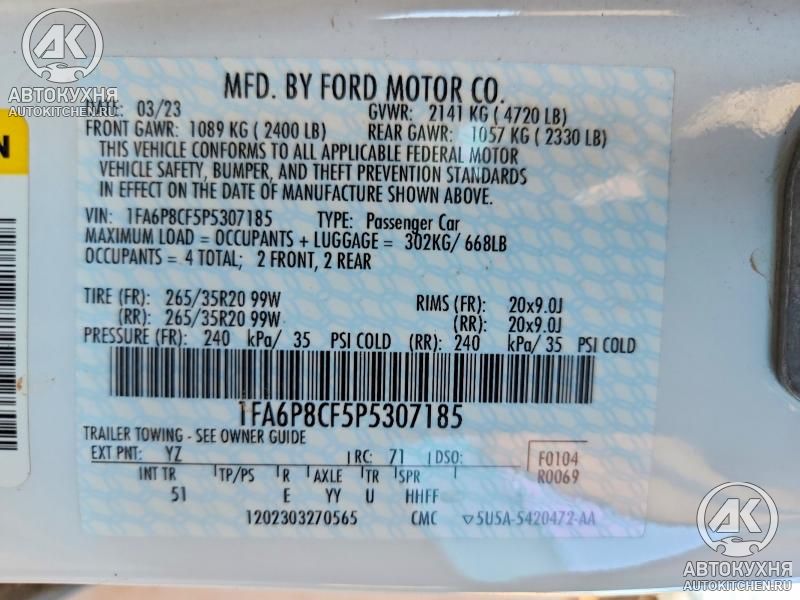 АК
АВТОКУХНЯ
AutoKitchen.ru
N
MFD. BY FORD MOTOR CO.
DATE: 03/23 GVWR: 2141 KG ( 4720 LB)
FRONT GAWR: 1089 KG ( 2400 LB) REAR GAWR: 1057 KG ( 2330 LB)
THIS VEHICLE CONFORMS TO ALL APPLICABLE FEDERAL MOTOR
VEHICLE SAFETY, BUMPER, AND THEFT PREVENTION STANDARDS
IN EFFECT ON THE DATE OF MANUFACTURE SHOWN ABOVE.
VIN: 1FA6P8CF5P5307185 TYPE: Passenger Car
MAXIMUM LOAD = OCCUPANTS + LUGGAGE = 302KG/ 668LB
OCCUPANTS = 4 TOTAL; 2 FRONT, 2 REAR
TIRE (FR): 265/35R20 99W RIMS (FR): 20x9.0J
(RR): 265/35R20 99W (RR): 20x9.0J
PRESSURE (FR): 240 kPa/ 35 PSI COLD (RR): 240 kPa/ 35 PSI COLD
1FA6P8CF5P5307185
TRAILER TOWING - SEE OWNER GUIDE
EXT PNT: YZ RC: 71 DSO: F0104
R0069
INT TR TP/PS R AXLE TR SPR
51 E YY U HHFF
1202303270565 CMC ▽5U5A-5420472-AA
АК
АВТОКУХНЯ
AutoKitchen.ru